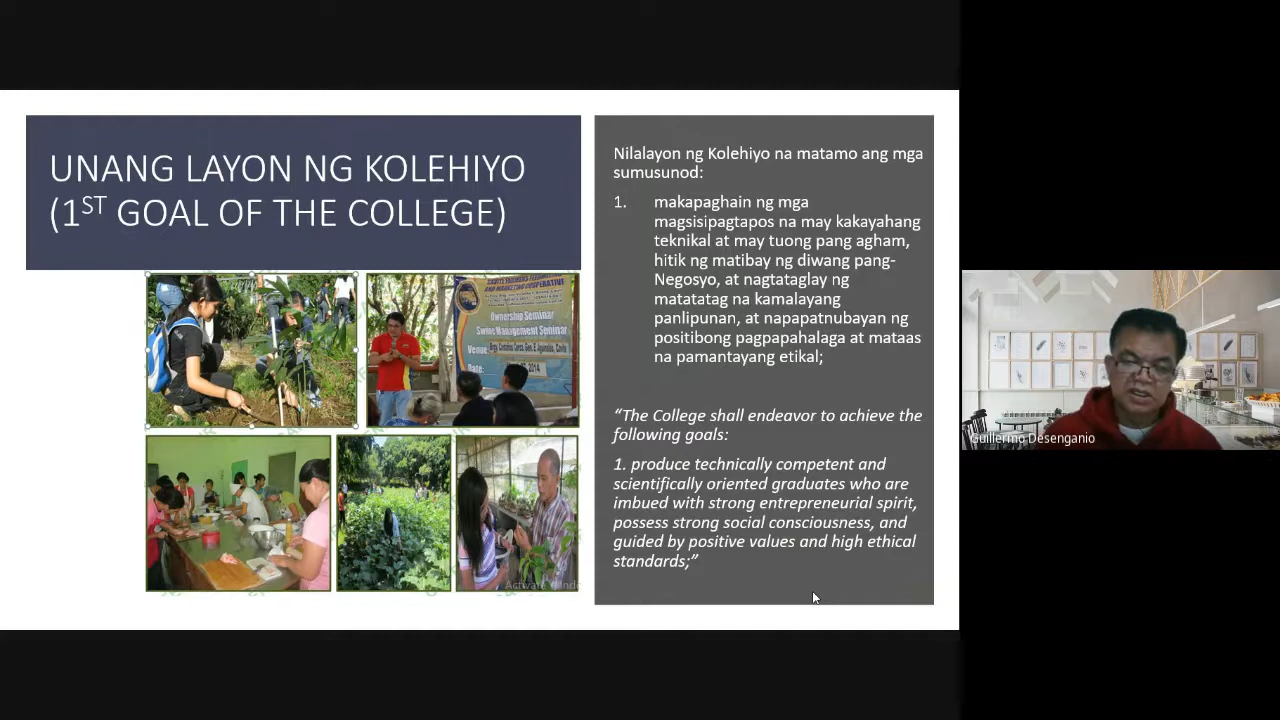 UNANG LAYON NG KOLEHIYO
(1ST GOAL OF THE COLLEGE)
Ownership Seminar
Swine Management Seminar
Venue:
Date:
2014
Nilalayon ng Kolehiyo na matamo ang mga
sumusunod:
1. makapaghain ng mga
magsisipagtapos na may kakayahang
teknikal at may tuong pang agham,
hitik ng matibay ng diwang pang-
Negosyo, at nagtataglay ng
matatatag na kamalayang
panlipunan, at napapatnubayan ng
positibong pagpapahalaga at mataas
na pamantayang etikal;
“The College shall endeavor to achieve the
following goals:
1. produce technically competent and
scientifically oriented graduates who are
imbued with strong entrepreneurial spirit,
possess strong social consciousness, and
guided by positive values and high ethical
standards;”
Guillermo Desenganio